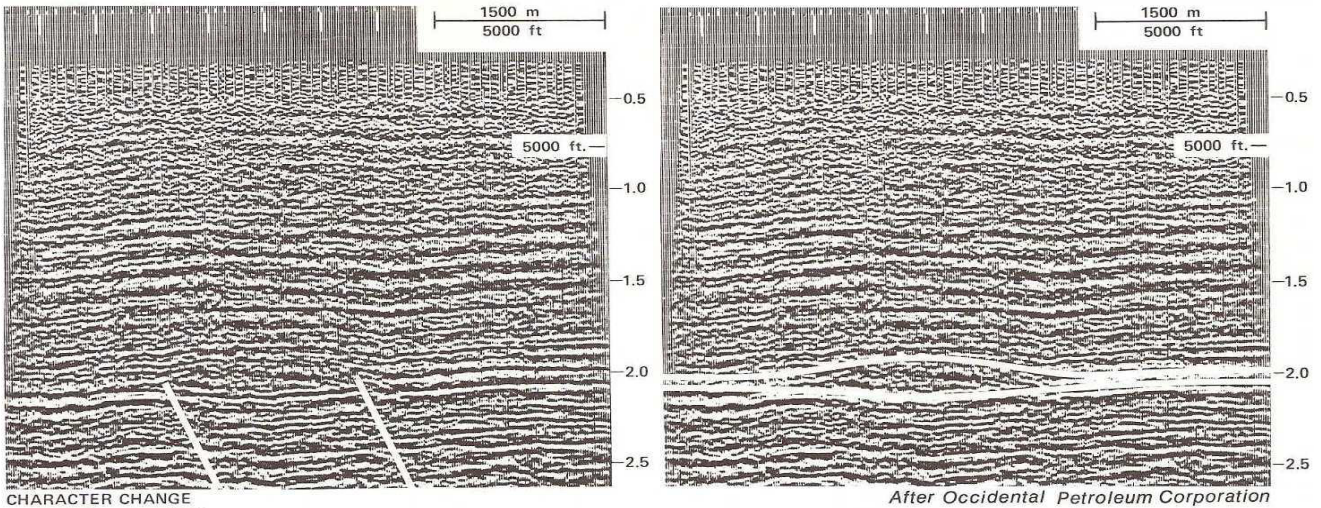 1500 m
5000 ft
1500 m
5000 ft
—0.5
—0.5
5000 ft.—
5000 ft.—
—1.0
—1.0
—1.5
—1.5
—2.0
—2.0
—2.5
—2.5
CHARACTER CHANGE
After Occidental Petroleum Corporation